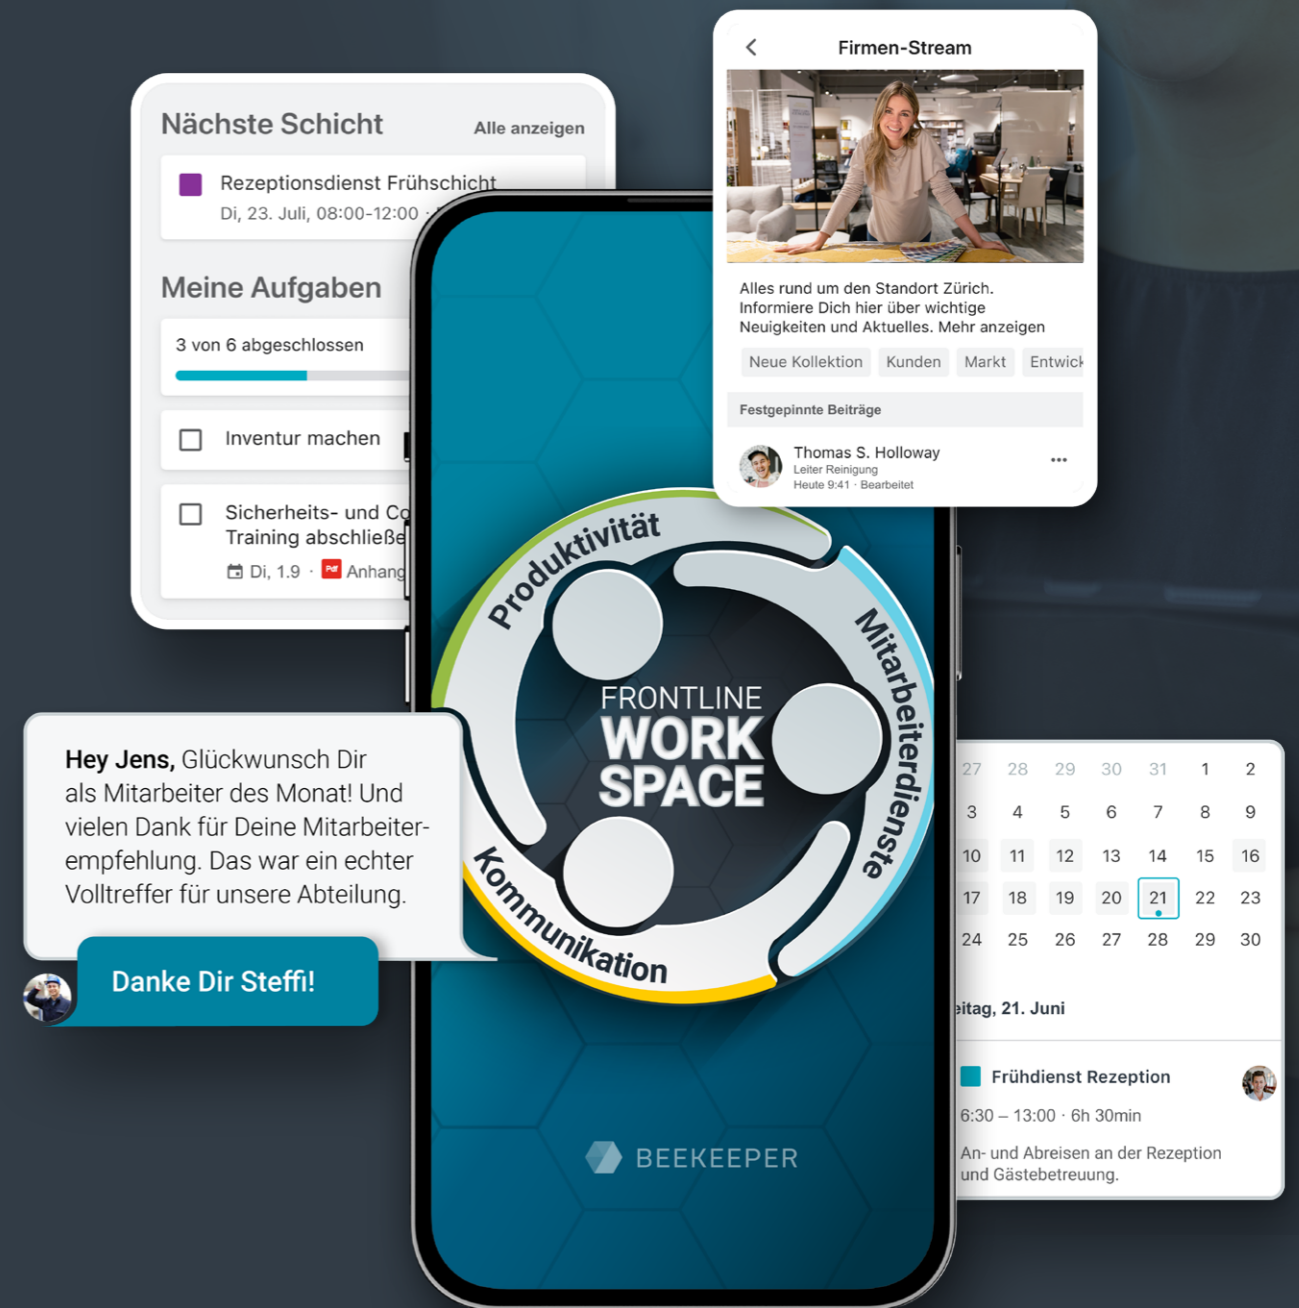 Nächste Schicht
Alle anzeigen
Rezeptionsdienst Frühschicht
Di, 23. Juli, 08:00-12:00 ·
Meine Aufgaben
3 von 6 abgeschlossen
Inventur machen
Sicherheits- und Co
Training abschließe
Di, 1.9 · Pdf Anhang
Firmen-Stream
Alles rund um den Standort Zürich.
Informiere Dich hier über wichtige
Neuigkeiten und Aktuelles. Mehr anzeigen
Neue Kollektion Kunden Markt Entwick
Festgepinnte Beiträge
Thomas S. Holloway
Leiter Reinigung
Heute 9:41 · Bearbeitet
Produktivität
Mitarbeiterdienste
Kommunikation
FRONTLINE
WORK
SPACE
Hey Jens, Glückwunsch Dir
als Mitarbeiter des Monat! Und
vielen Dank für Deine Mitarbeiter-
empfehlung. Das war ein echter
Volltreffer für unsere Abteilung.
Danke Dir Steffi!
27 28 29 30 31 1 2
3 4 5 6 7 8 9
10 11 12 13 14 15 16
17 18 19 20 21 22 23
24 25 26 27 28 29 30
eitag, 21. Juni
Frühdienst Rezeption
6:30 – 13:00 · 6h 30min
An- und Abreisen an der Rezeption
und Gästebetreuung.
BEEKEEPER